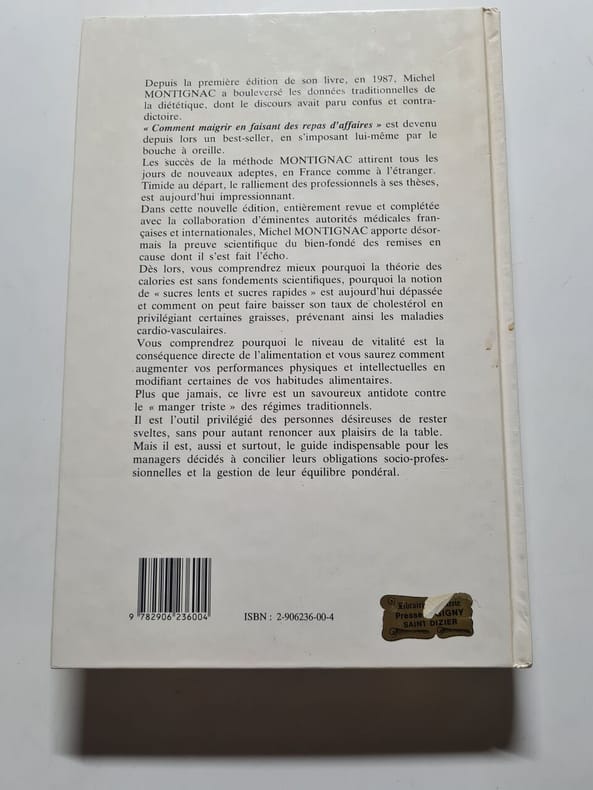 Depuis la première édition de son livre, en 1987, Michel
MONTIGNAC a bouleversé les données traditionnelles de
la diététique, dont le discours avait paru confus et contra-
dictoire.
« Comment maigrir en faisant des repas d'affaires » est devenu
depuis lors un best-seller, en s'imposant lui-même par le
bouche à oreille.
Les succès de la méthode MONTIGNAC attirent tous les
jours de nouveaux adeptes, en France comme à l'étranger.
Timide au départ, le ralliement des professionnels à ses thèses,
est aujourd'hui impressionnant.
Dans cette nouvelle édition, entièrement revue et complétée
avec la collaboration d'éminentes autorités médicales fran-
çaises et internationales, Michel MONTIGNAC apporte désor-
mais la preuve scientifique du bien-fondé des remises en
cause dont il s'est fait l'écho.
Dès lors, vous comprendrez mieux pourquoi la théorie des
calories est sans fondements scientifiques, pourquoi la notion
de « sucres lents et sucres rapides » est aujourd'hui dépassée
et comment on peut faire baisser son taux de cholestérol en
privilégiant certaines graisses, prévenant ainsi les maladies
cardio-vasculaires.
Vous comprendrez pourquoi le niveau de vitalité est la
conséquence directe de l'alimentation et vous saurez comment
augmenter vos performances physiques et intellectuelles en
modifiant certaines de vos habitudes alimentaires.
Plus que jamais, ce livre est un savoureux antidote contre
le « manger triste » des régimes traditionnels.
Il est l'outil privilégié des personnes désireuses de rester
sveltes, sans pour autant renoncer aux plaisirs de la table.
Mais il est, aussi et surtout, le guide indispensable pour les
managers décidés à concilier leurs obligations socio-profes-
sionnelles et la gestion de leur équilibre pondéral.
9 782906 236004
ISBN : 2-906236-00-4
Presse
SAINT DIZIER